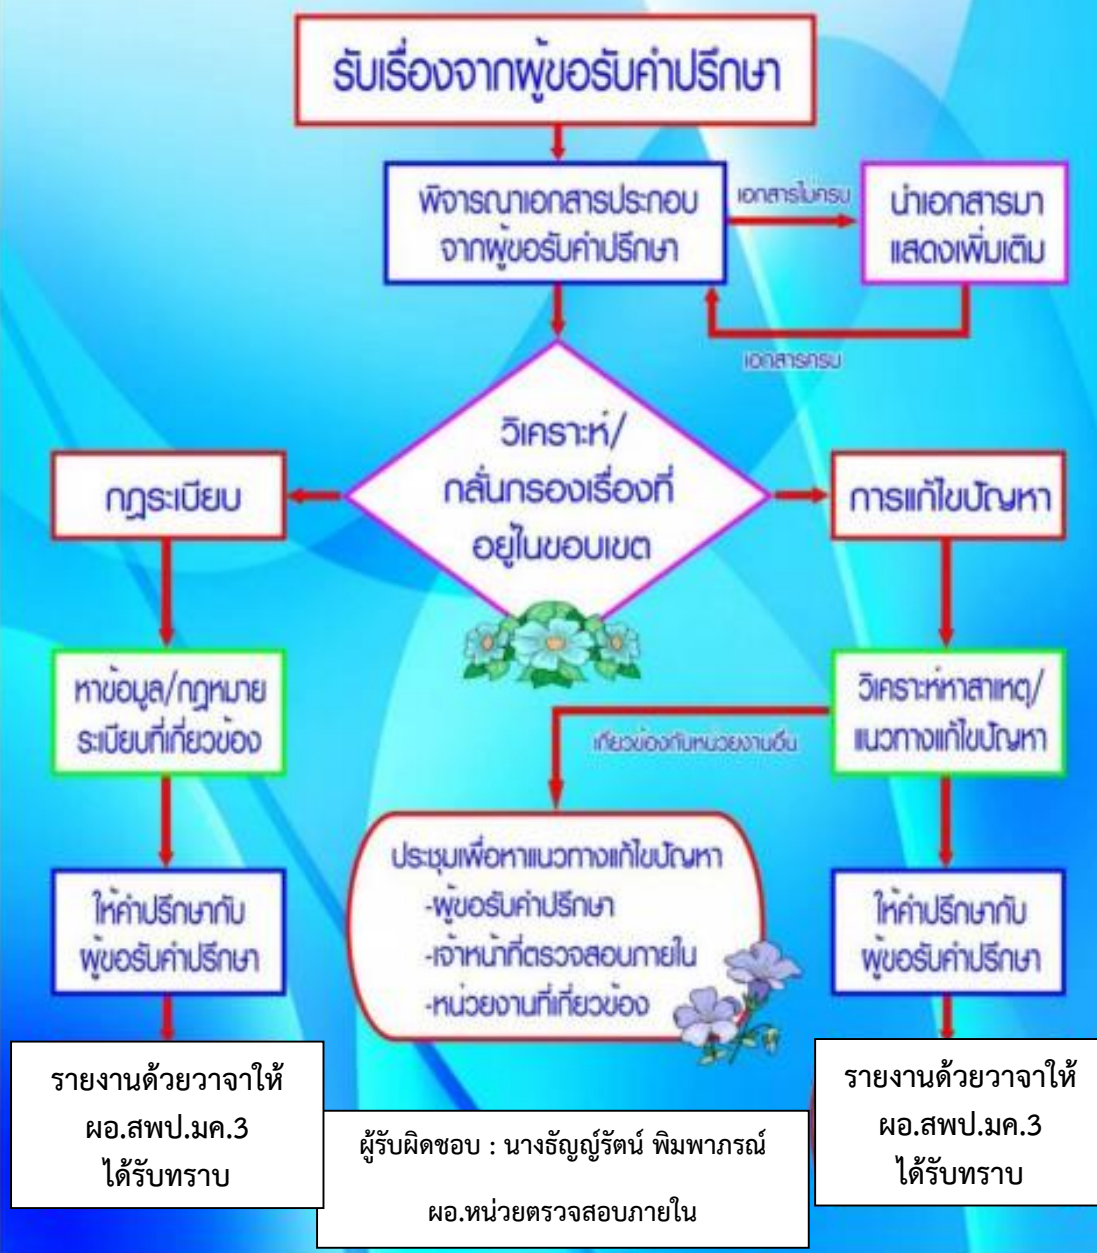 รับเรื่องจากผู้ขอรับคำปรึกษา
พิจารณาเอกสารประกอบ
จากผู้ขอรับคำปรึกษา
เอกสารไม่ครบ
นำเอกสารมา
แสดงเพิ่มเติม
เอกสารครบ
วิเคราะห์/
กลั่นกรองเรื่องที่
อยู่ในขอบเขต
กฎระเบียบ
การแก้ไขปัญหา
หาข้อมูล/กฎหมาย
ระเบียบที่เกี่ยวข้อง
วิเคราะห์หาสาเหตุ/
แนวทางแก้ไขปัญหา
เกี่ยวข้องกับหน่วยงานอื่น
ประชุมเพื่อหาแนวทางแก้ไขปัญหา
-ผู้ขอรับคำปรึกษา
-เจ้าหน้าที่ตรวจสอบภายใน
-หน่วยงานที่เกี่ยวข้อง
ให้คำปรึกษากับ
ผู้ขอรับคำปรึกษา
ให้คำปรึกษากับ
ผู้ขอรับคำปรึกษา
รายงานด้วยวาจาให้
ผอ.สพป.มค.3
ได้รับทราบ
ผู้รับผิดชอบ : นางธัญญ์รัตน์ พิมพาภรณ์
ผอ.หน่วยตรวจสอบภายใน
รายงานด้วยวาจาให้
ผอ.สพป.มค.3
ได้รับทราบ